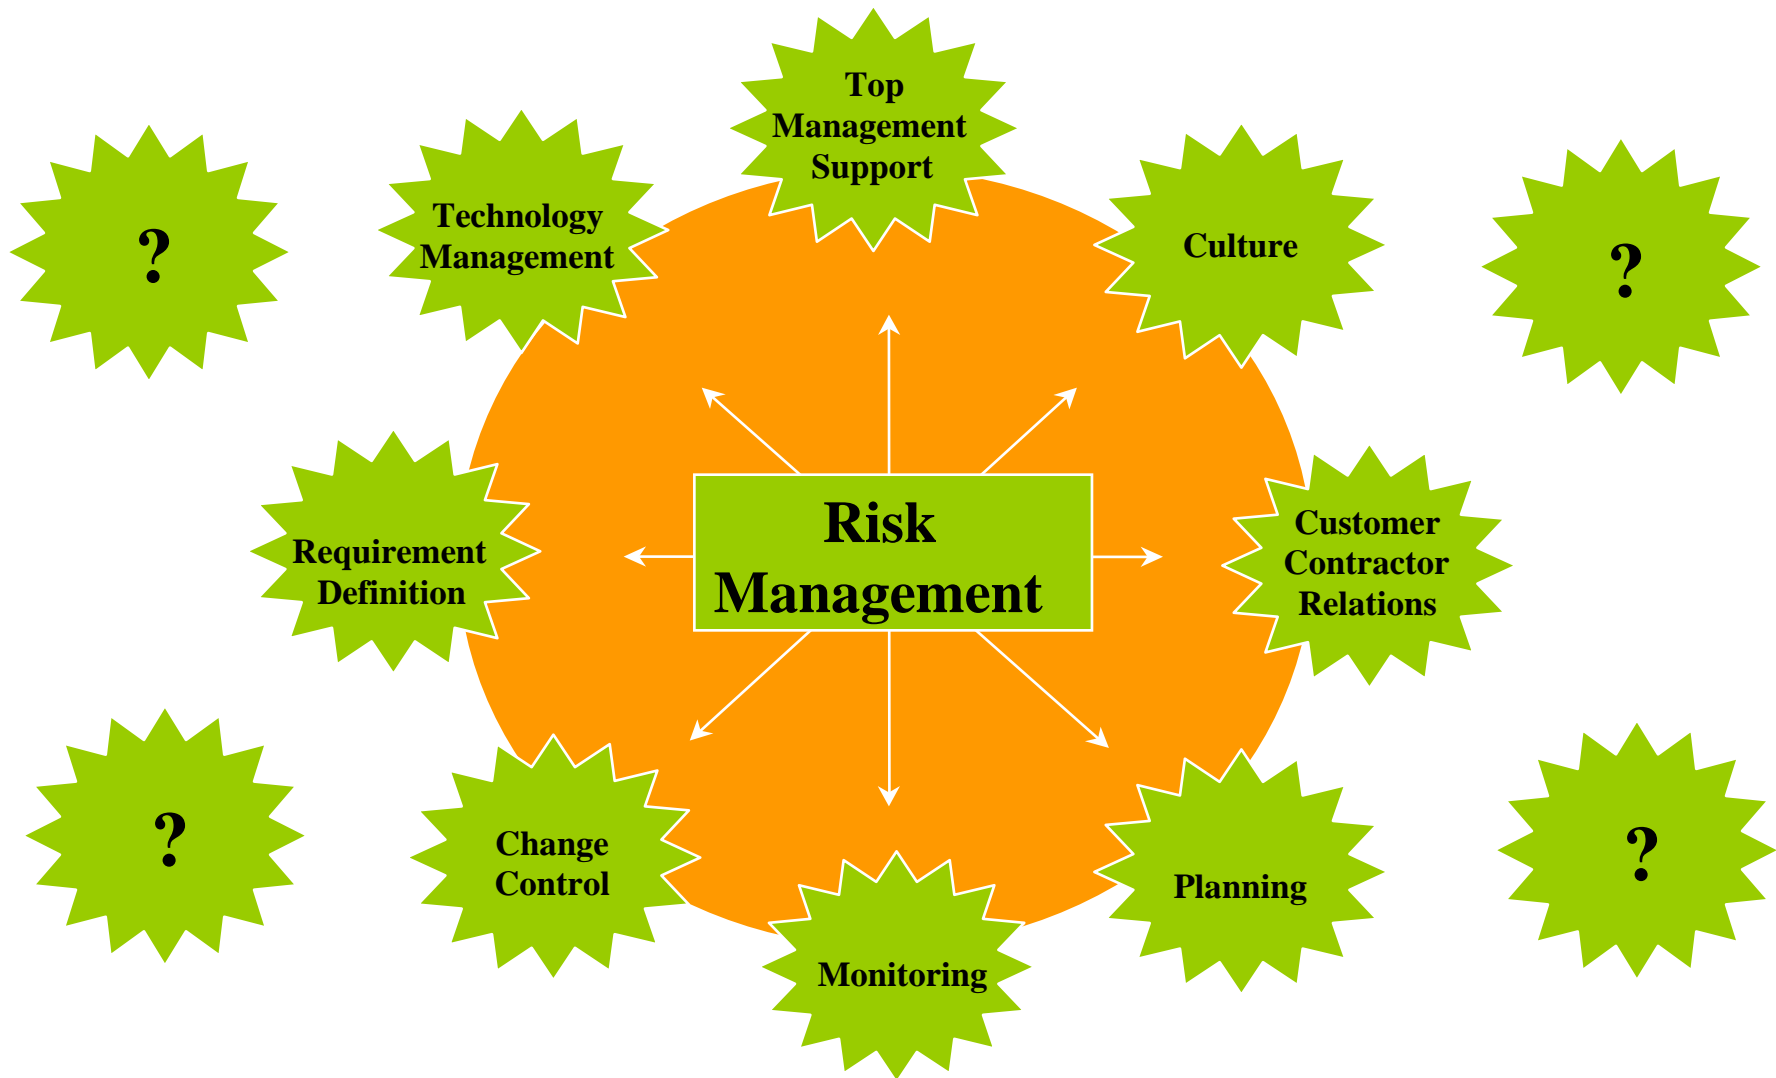 Top
Management
Support
?
Technology
Management
Culture
?
Risk
Management
Requirement
Definition
Customer
Contractor
Relations
?
Change
Control
Monitoring
Planning
?